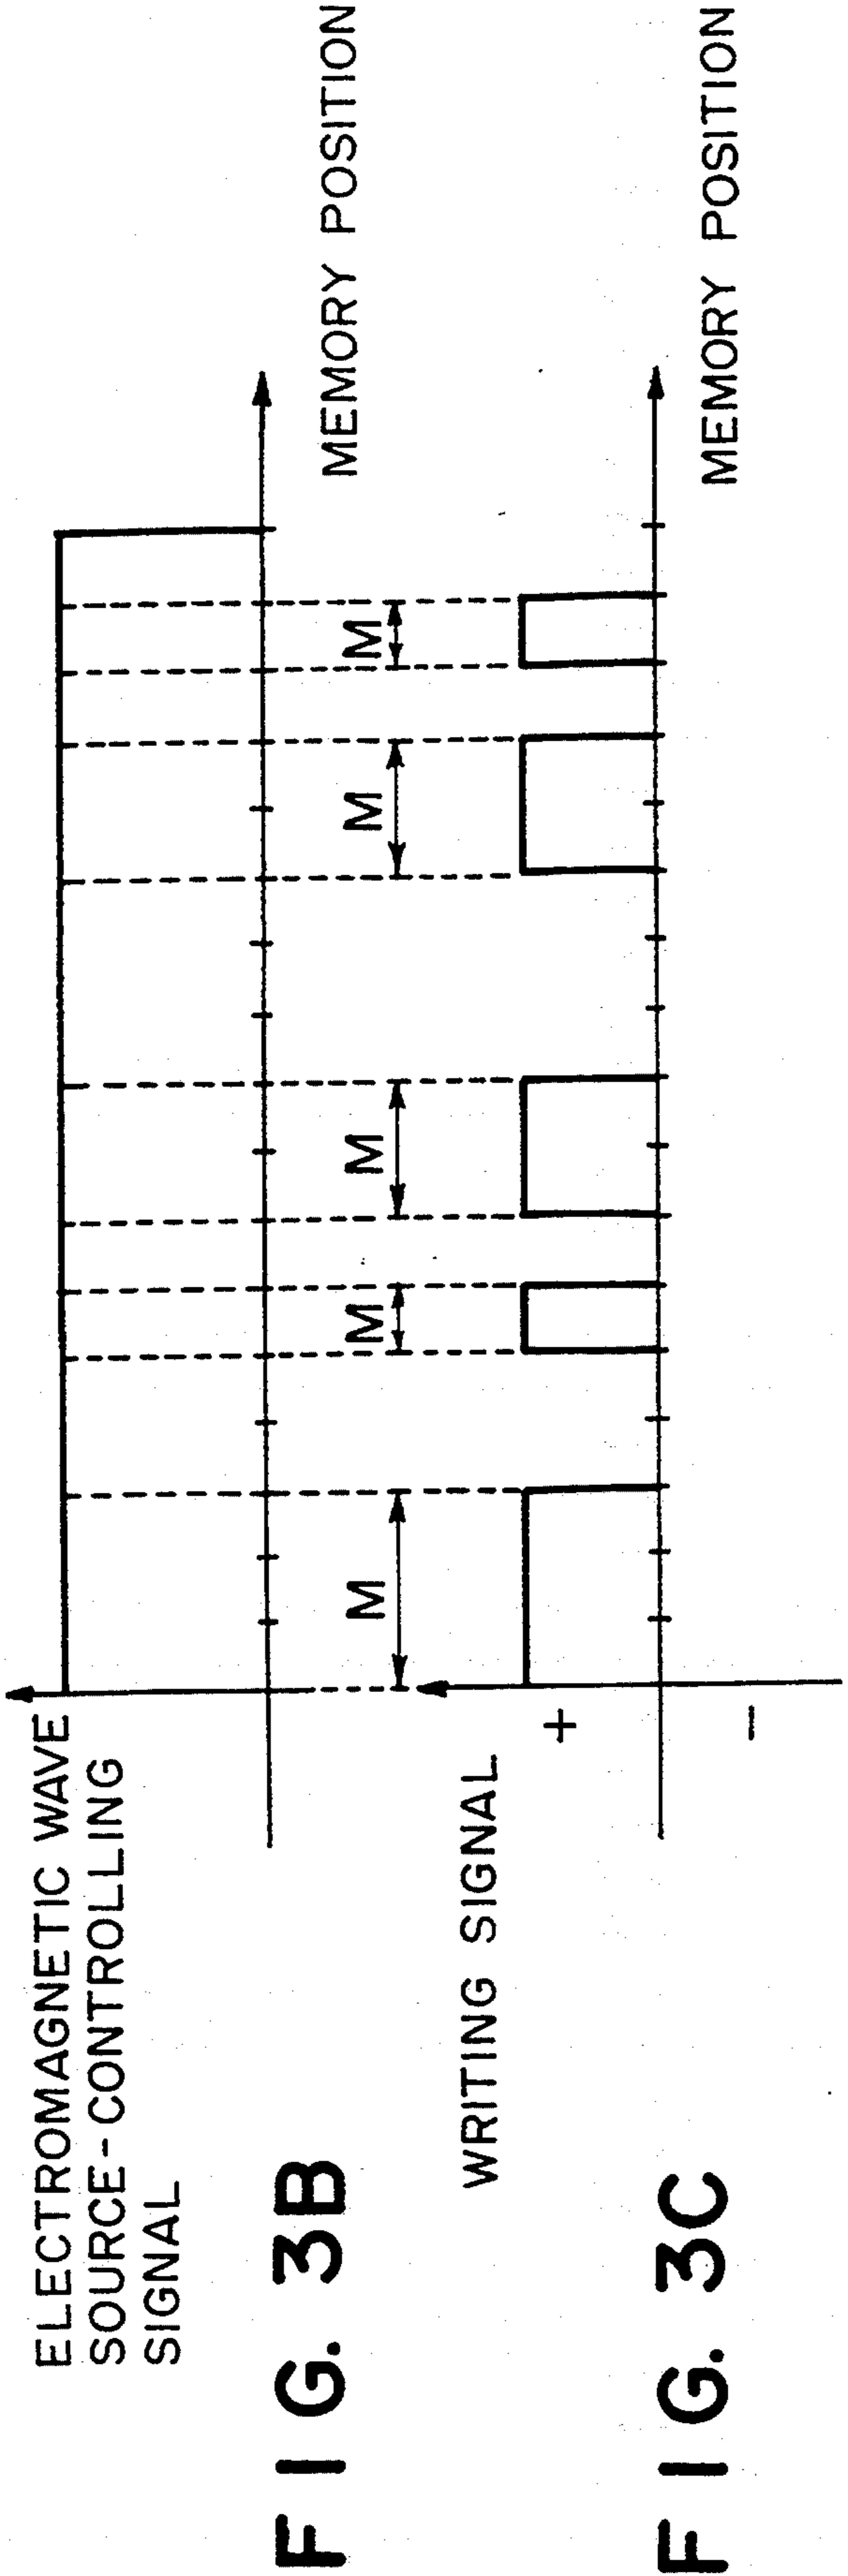 ELECTROMAGNETIC WAVE
SOURCE-CONTROLLING
SIGNAL
MEMORY POSITION
FIG. 3B
M
M
M
M
M
WRITING SIGNAL
+
-
MEMORY POSITION
FIG. 3C